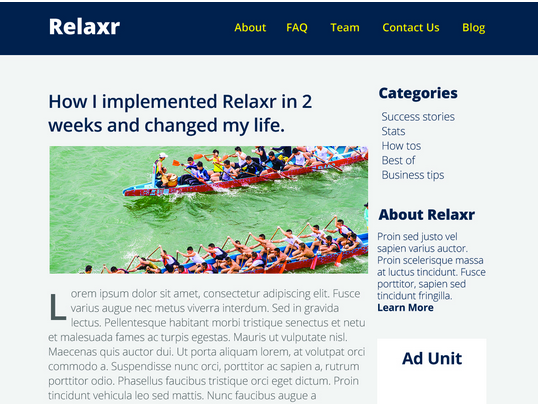 Relaxr
About FAQ Team Contact Us Blog
How I implemented Relaxr in 2
weeks and changed my life.
Lorem ipsum dolor sit amet, consectetur adipiscing elit. Fusce
varius augue nec metus viverra interdum. Sed in gravida
lectus. Pellentesque habitant morbi tristique senectus et netu
et malesuada fames ac turpis egestas. Mauris ut vulputate nisl.
Maecenas quis auctor dui. Ut porta aliquam lorem, at volutpat orci
commodo a. Suspendisse nunc orci, porttitor ac sapien a, rutrum
porttitor odio. Phasellus faucibus tristique orci eget dictum. Proin
tincidunt vehicula leo sed mattis. Nunc faucibus augue a
Categories
Success stories
Stats
How tos
Best of
Business tips
About Relaxr
Proin sed justo vel
sapien varius auctor.
Proin scelerisque massa
at luctus tincidunt. Fusce
porttitor, sapien sed
tincidunt fringilla.
Learn More
Ad Unit